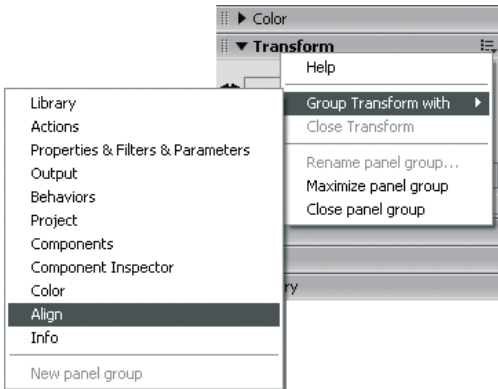 Color
Transform
Help
Group Transform with
Close Transform
Rename panel group...
Maximize panel group
Close panel group
Library
Actions
Properties & Filters & Parameters
Output
Behaviors
Project
Components
Component Inspector
Color
Align
Info
New panel group